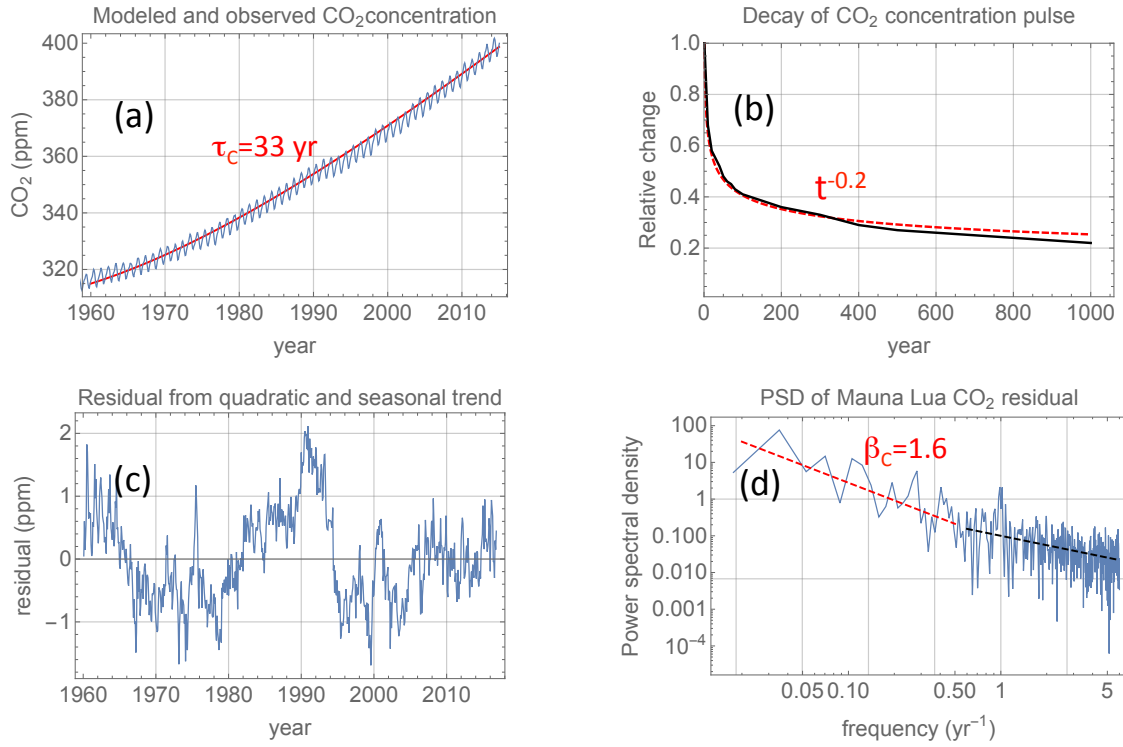 Modeled and observed CO2concentration
400
380
360
340
320
CO2 (ppm)
(a)
τC=33 yr
1960
1970
1980
1990
2000
2010
year
Decay of CO2 concentration pulse
1.0
0.8
0.6
0.4
0.2
Relative change
(b)
t-0.2
0
200
400
600
800
1000
year
Residual from quadratic and seasonal trend
2
1
0
-1
residual (ppm)
(c)
1960
1970
1980
1990
2000
2010
year
PSD of Mauna Lua CO2 residual
100
10
1
0.100
0.010
0.001
10-4
Power spectral density
βC=1.6
(d)
0.05
0.10
0.50
1
5
frequency (yr-1)